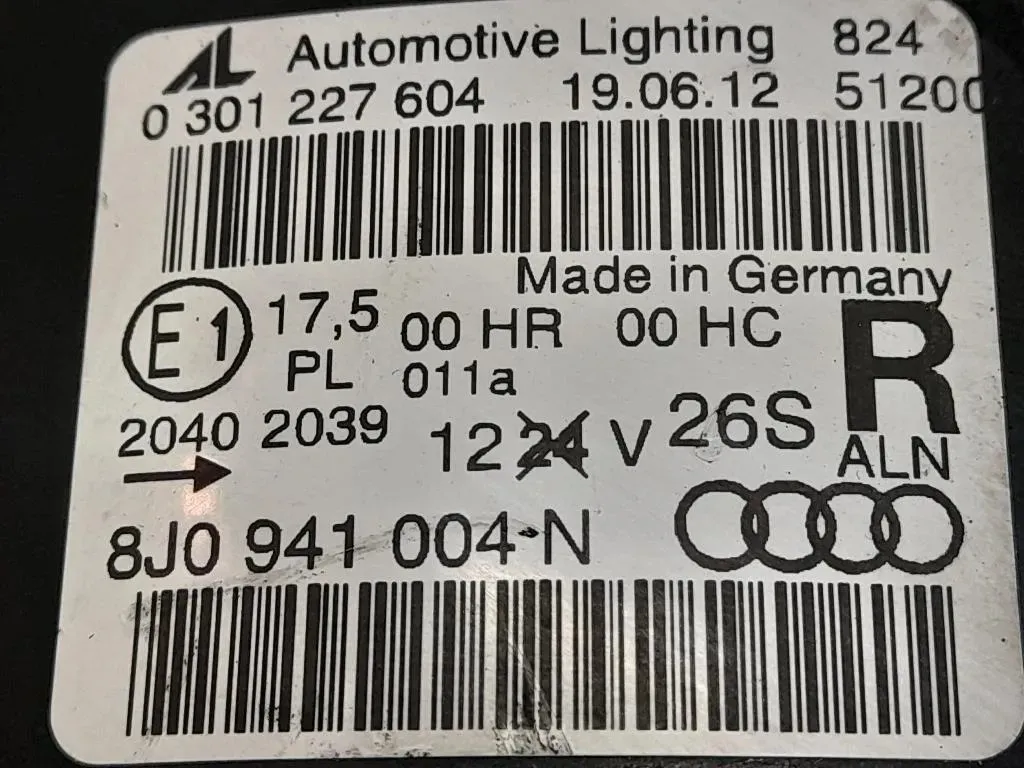 AL Automotive Lighting 824
0 301 227 604 19.06.12 51200
Made in Germany
E1 17,5 00 HR 00 HC R
PL 011a
2040 2039 12 24 V 26S ALN
8J0 941 004 N